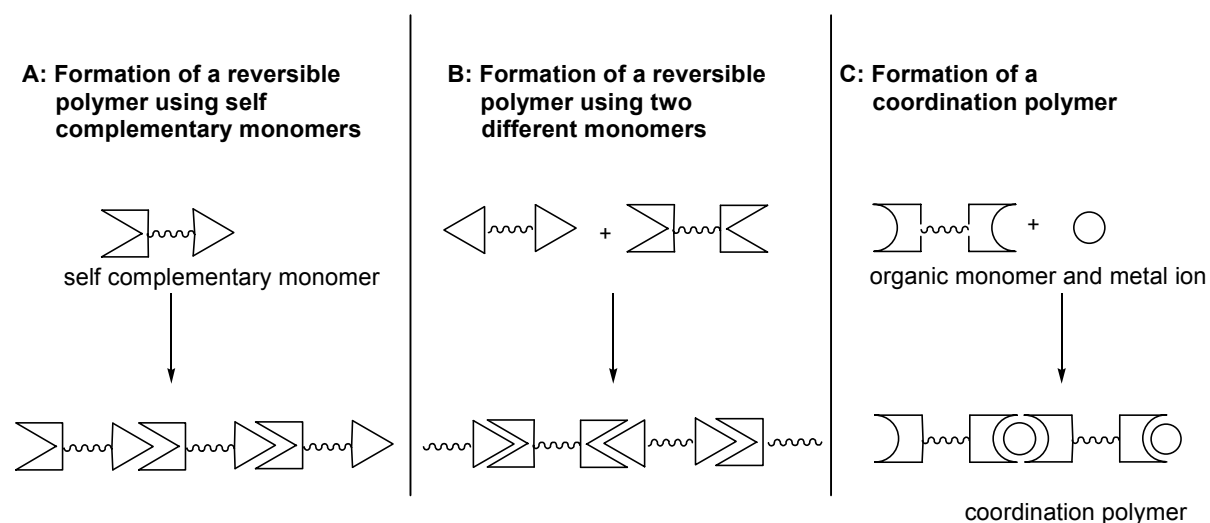 A: Formation of a reversible
polymer using self
complementary monomers
self complementary monomer
B: Formation of a reversible
polymer using two
different monomers
+
C: Formation of a
coordination polymer
+
organic monomer and metal ion
coordination polymer